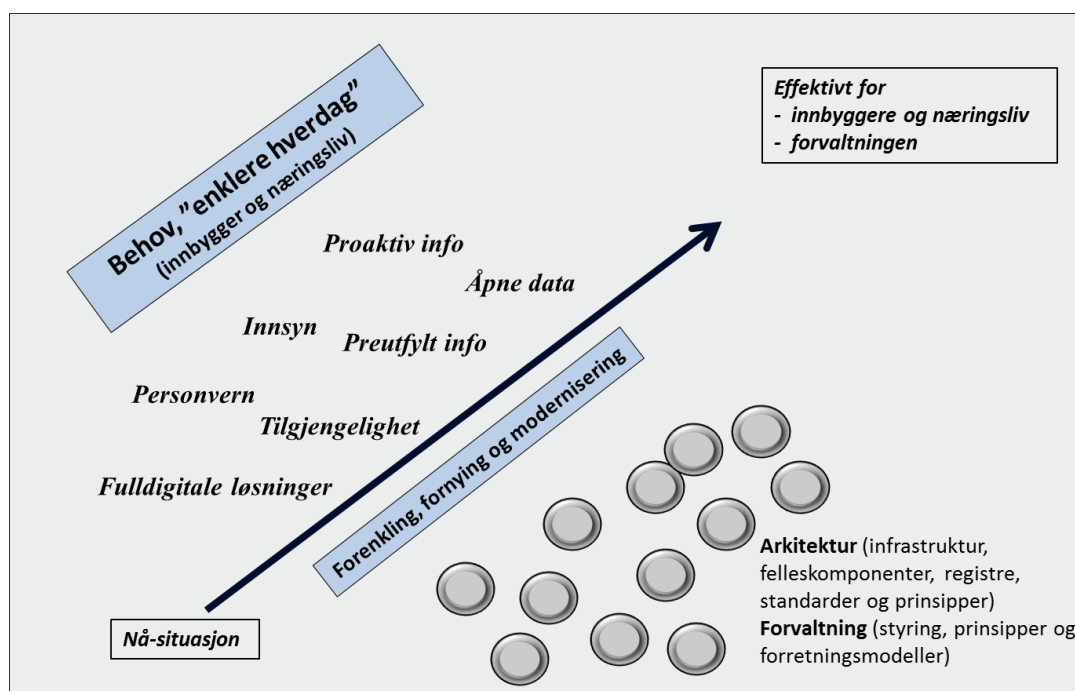 Behov, ”enklere hverdag”
(innbygger og næringsliv)
Effektivt for
- innbyggere og næringsliv
- forvaltningen
Proaktiv info
Åpne data
Innsyn
Preutfylt info
Personvern
Tilgjengelighet
Fulldigitale løsninger
Forenkling, fornying og modernisering
Nå-situasjon
Arkitektur (infrastruktur,
felleskomponenter, registre,
standarder og prinsipper)
Forvaltning (styring, prinsipper og
forretningsmodeller)